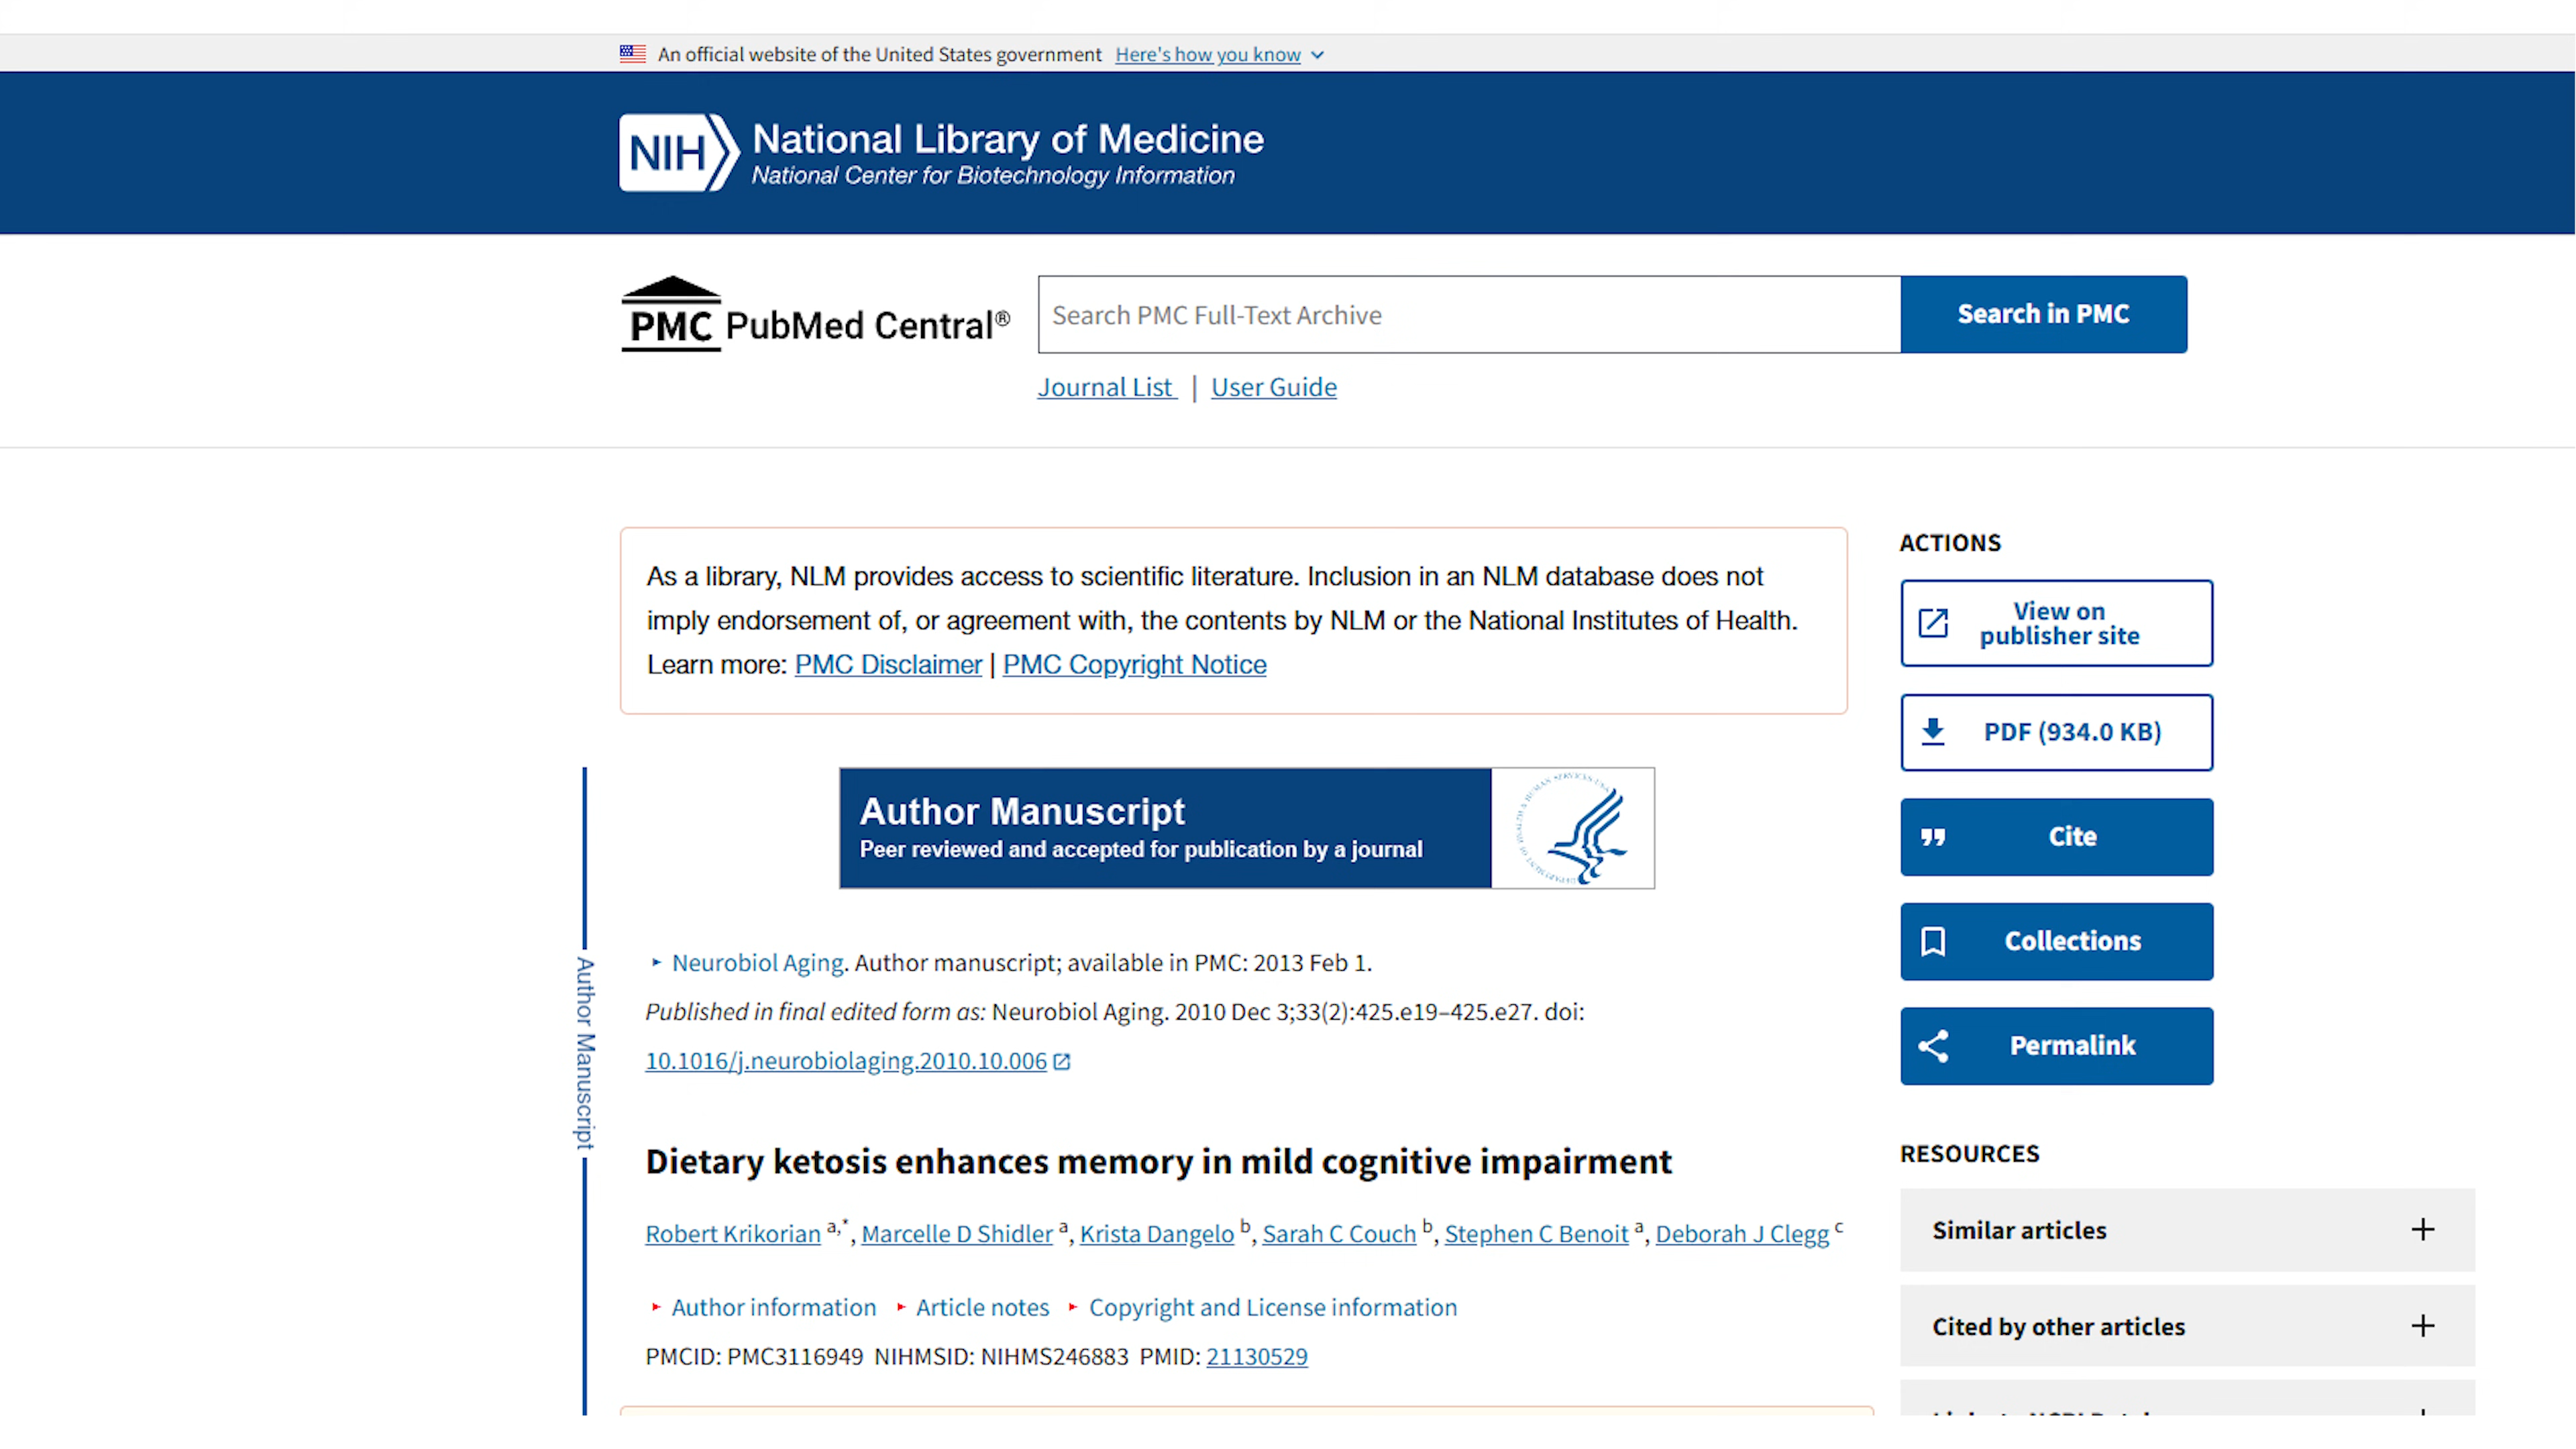 An official website of the United States government Here's how you know
NIH National Library of Medicine
National Center for Biotechnology Information
PMC PubMed Central®
Search PMC Full-Text Archive
Search in PMC
Journal List | User Guide
As a library, NLM provides access to scientific literature. Inclusion in an NLM database does not
imply endorsement of, or agreement with, the contents by NLM or the National Institutes of Health.
Learn more: PMC Disclaimer | PMC Copyright Notice
Author Manuscript
Peer reviewed and accepted for publication by a journal
Author Manuscript
Neurobiol Aging. Author manuscript; available in PMC: 2013 Feb 1.
Published in final edited form as: Neurobiol Aging. 2010 Dec 3;33(2):425.e19–425.e27. doi:
10.1016/j.neurobiolaging.2010.10.006
Dietary ketosis enhances memory in mild cognitive impairment
Robert Krikorian a,*, Marcelle D Shidler a, Krista Dangelo b, Sarah C Couch b, Stephen C Benoit a, Deborah J Clegg c
Author information Article notes Copyright and License information
PMCID: PMC3116949 NIHMSID: NIHMS246883 PMID: 21130529
ACTIONS
View on
publisher site
PDF (934.0 KB)
Cite
Collections
Permalink
RESOURCES
Similar articles
Cited by other articles